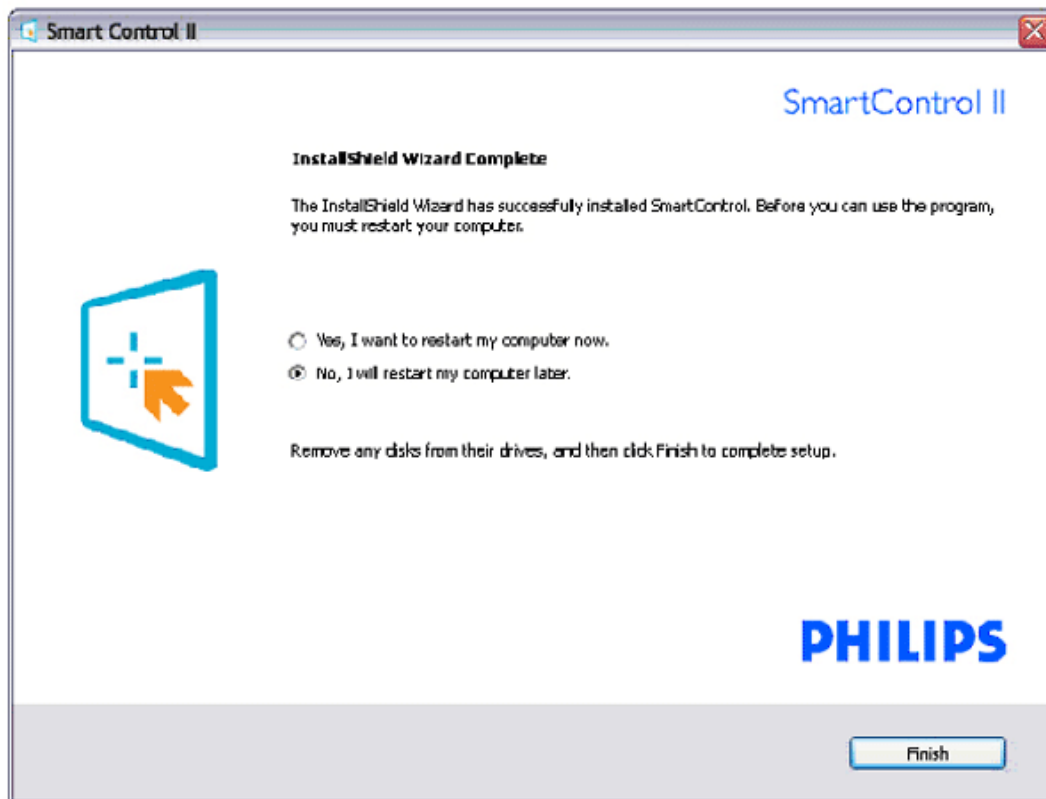 Smart Control II
SmartControl II
InstallShield Wizard Complete
The InstallShield Wizard has successfully installed SmartControl. Before you can use the program,
you must restart your computer.
Yes, I want to restart my computer now.
No, I will restart my computer later.
Remove any disks from their drives, and then click Finish to complete setup.
PHILIPS
Finish